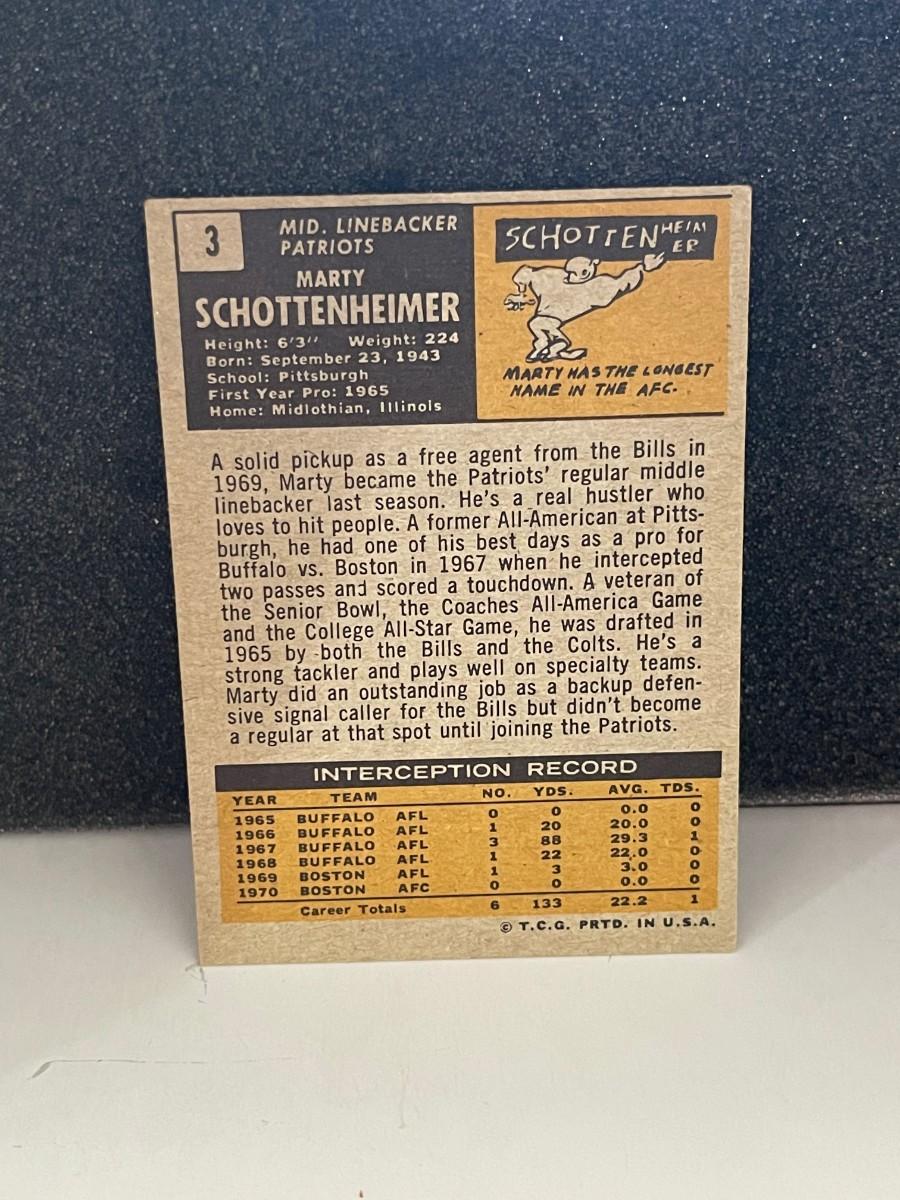 3
MID. LINEBACKER
PATRIOTS
MARTY
SCHOTTENHEIMER
Height: 6'3'' Weight: 224
Born: September 23, 1943
School: Pittsburgh
First Year Pro: 1965
Home: Midlothian, Illinois
SCHOTTENHEIM
ER
MARTY HAS THE LONGEST
NAME IN THE AFC.
A solid pickup as a free agent from the Bills in
1969, Marty became the Patriots' regular middle
linebacker last season. He's a real hustler who
loves to hit people. A former All-American at Pitts-
burgh, he had one of his best days as a pro for
Buffalo vs. Boston in 1967 when he intercepted
two passes and scored a touchdown. A veteran of
the Senior Bowl, the Coaches All-America Game
and the College All-Star Game, he was drafted in
1965 by both the Bills and the Colts. He's a
strong tackler and plays well on specialty teams.
Marty did an outstanding job as a backup defen-
sive signal caller for the Bills but didn't become
a regular at that spot until joining the Patriots.
INTERCEPTION RECORD
YEAR TEAM NO. YDS. AVG. TDS.
1965 BUFFALO AFL 0 0 0.0 0
1966 BUFFALO AFL 1 20 20.0 0
1967 BUFFALO AFL 3 88 29.3 1
1968 BUFFALO AFL 1 22 22.0 0
1969 BOSTON AFL 1 3 3.0 0
1970 BOSTON AFC 0 0 0.0 0
Career Totals 6 133 22.2 1
© T.C.G. PRTD. IN U.S.A.